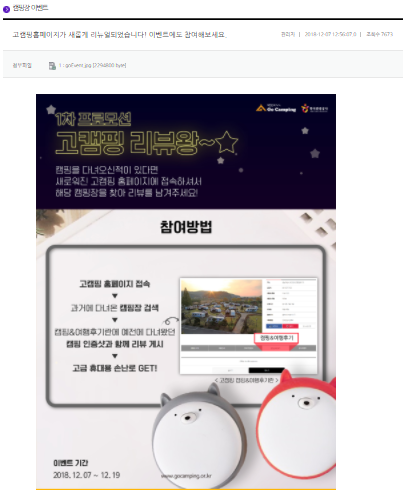 캠핑장 이벤트
고캠핑홈페이지가 새롭게 리뉴얼되었습니다! 이벤트에도 참여해보세요.
관리자 | 2018-12-07 12:56:07.0 | 조회수 7673
첨부파일
1 : goEvent.jpg [2294800 byte]
Go Camping
1차 프로모션
고캠핑 리뷰왕~☆
캠핑을 다녀오신적이 있다면
새로워진 고캠핑 홈페이지에 접속하셔서
해당 캠핑장을 찾아 리뷰를 남겨주세요!
참여방법
고캠핑 홈페이지 접속
▼
과거에 다녀온 캠핑장 검색
▼
캠핑&여행후기란에 예전에 다녀왔던
캠핑 인증샷과 함께 리뷰 게시
▼
고급 휴대용 손난로 GET!
캠핑&여행후기
< 고캠핑 캠핑&여행후기란 >
이벤트 기간
2018. 12. 07 ~ 12. 19
www.gocamping.or.kr